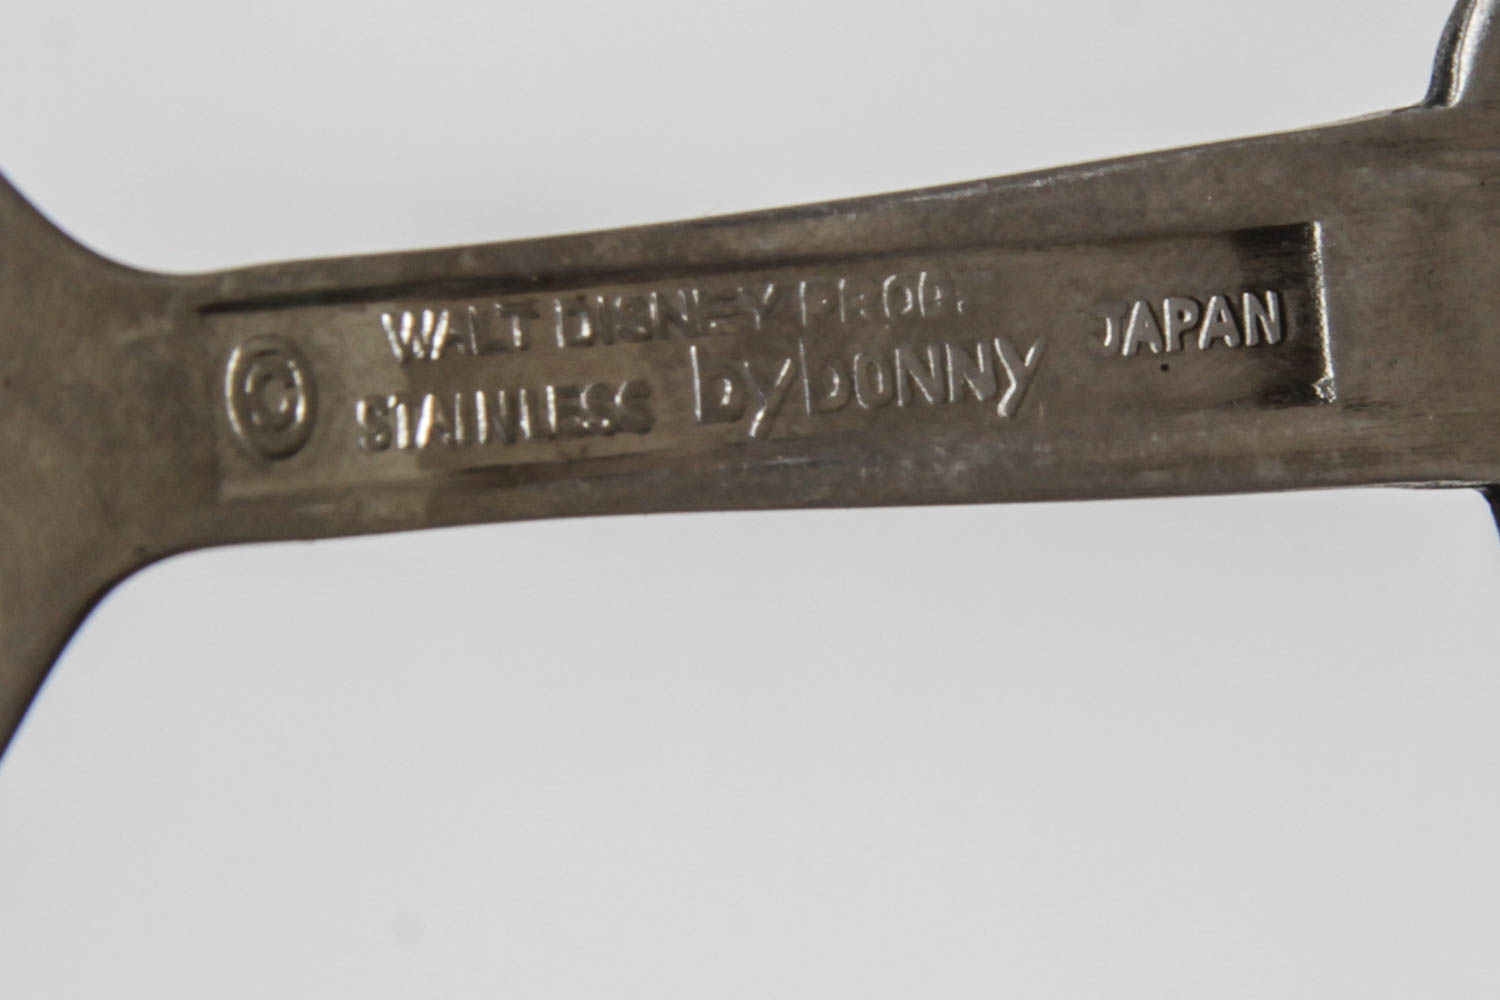 © WALT DISNEY PROD.
STAINLESS by BONNY JAPAN